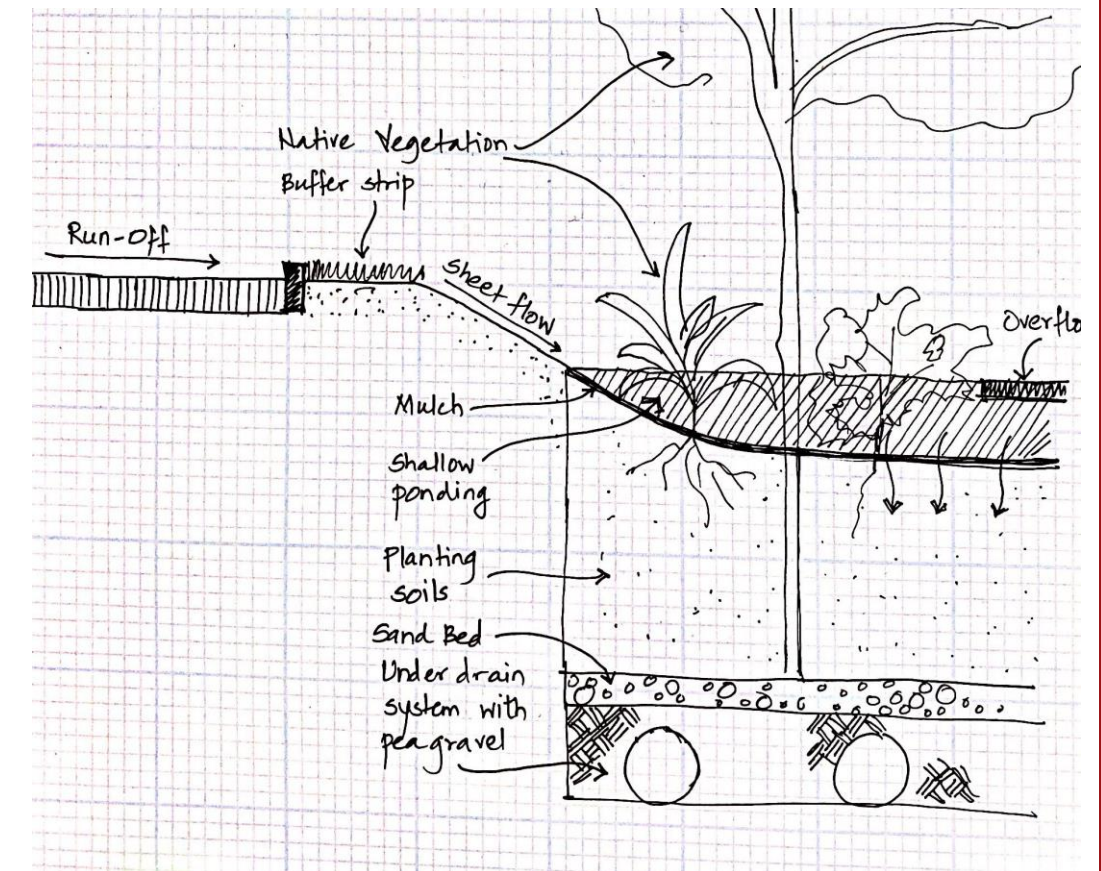 Native Vegetation
Buffer strip
Run-Off
Sheet flow
Overflo
Mulch
Shallow
ponding
Planting
soils
Sand Bed
Under drain
system with
peagravel